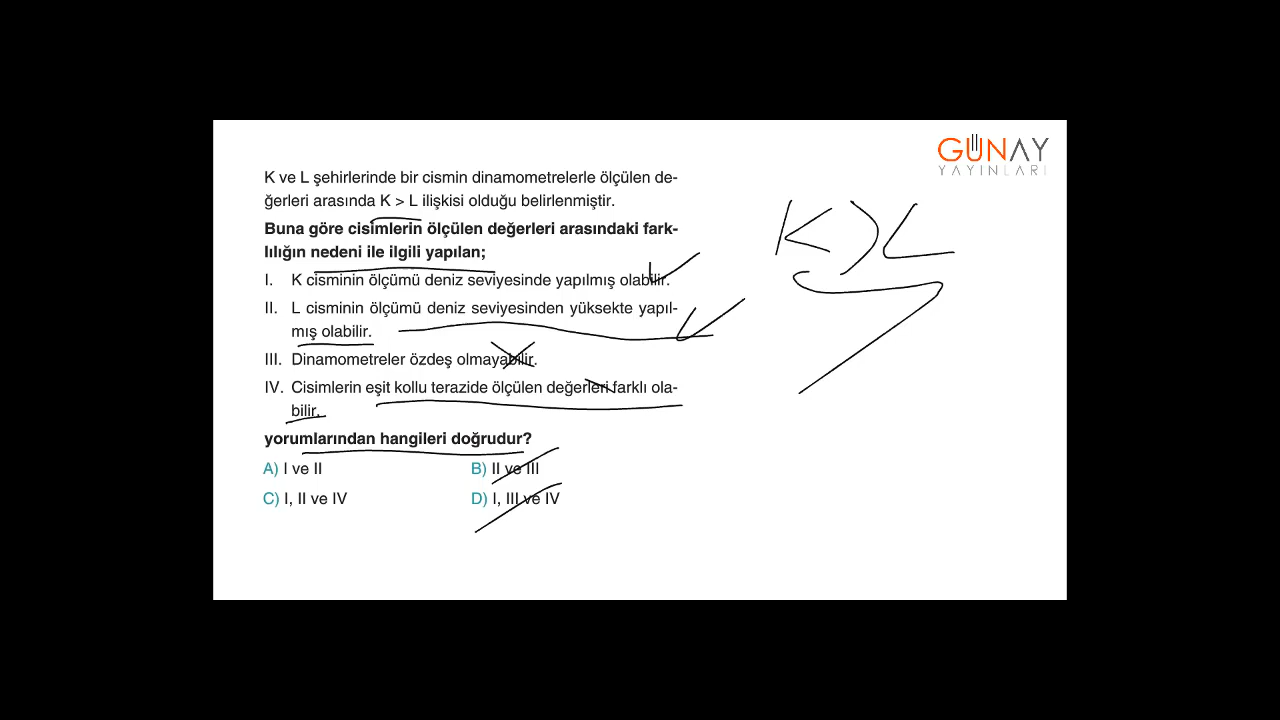 GÜNAY
YAYINLARI
K ve L şehirlerinde bir cismin dinamometrelerle ölçülen de-
ğerleri arasında K > L ilişkisi olduğu belirlenmiştir.
Buna göre cisimlerin ölçülen değerleri arasındaki fark-
lılığın nedeni ile ilgili yapılan;
I. K cisminin ölçümü deniz seviyesinde yapılmış olabilir.
II. L cisminin ölçümü deniz seviyesinden yüksekte yapıl-
mış olabilir.
III. Dinamometreler özdeş olmayabilir.
IV. Cisimlerin eşit kollu terazide ölçülen değerleri farklı ola-
bilir.
yorumlarından hangileri doğrudur?
A) I ve II B) II ve III
C) I, II ve IV D) I, III ve IV
K > L